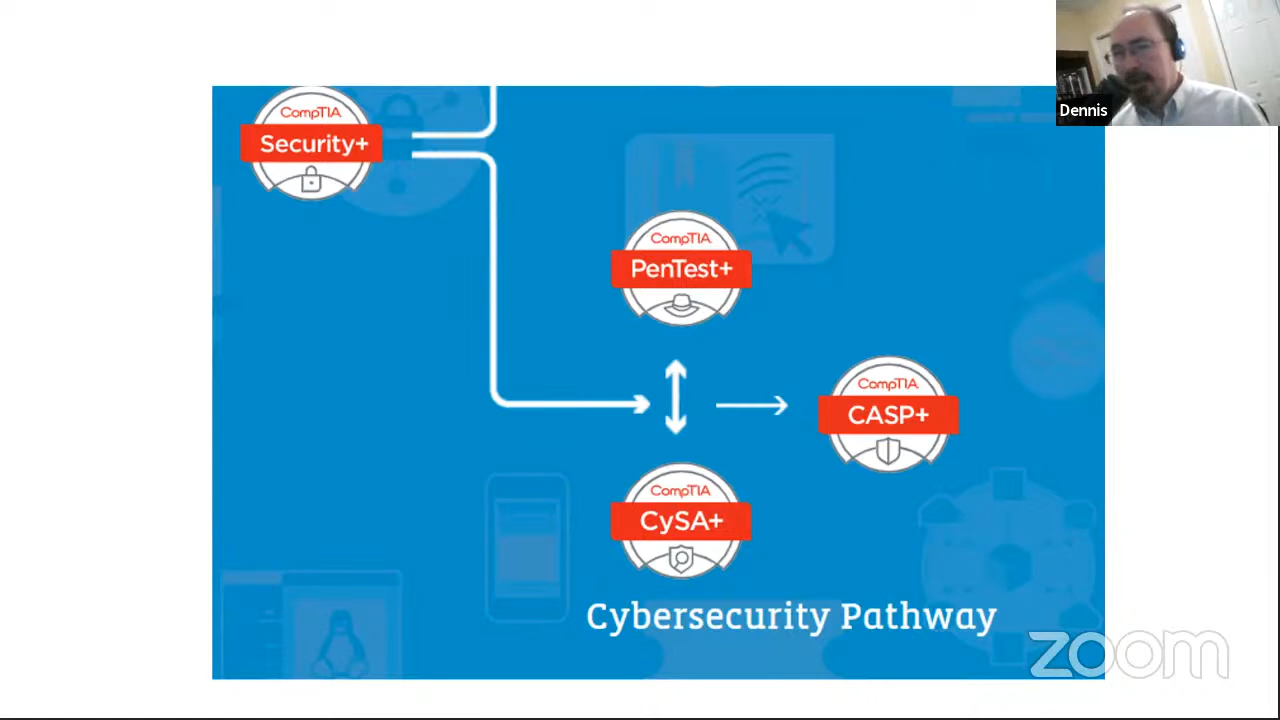 CompTIA
Security+
Dennis
CompTIA
PenTest+
CompTIA
CASP+
CompTIA
CySA+
Cybersecurity Pathway
zoom